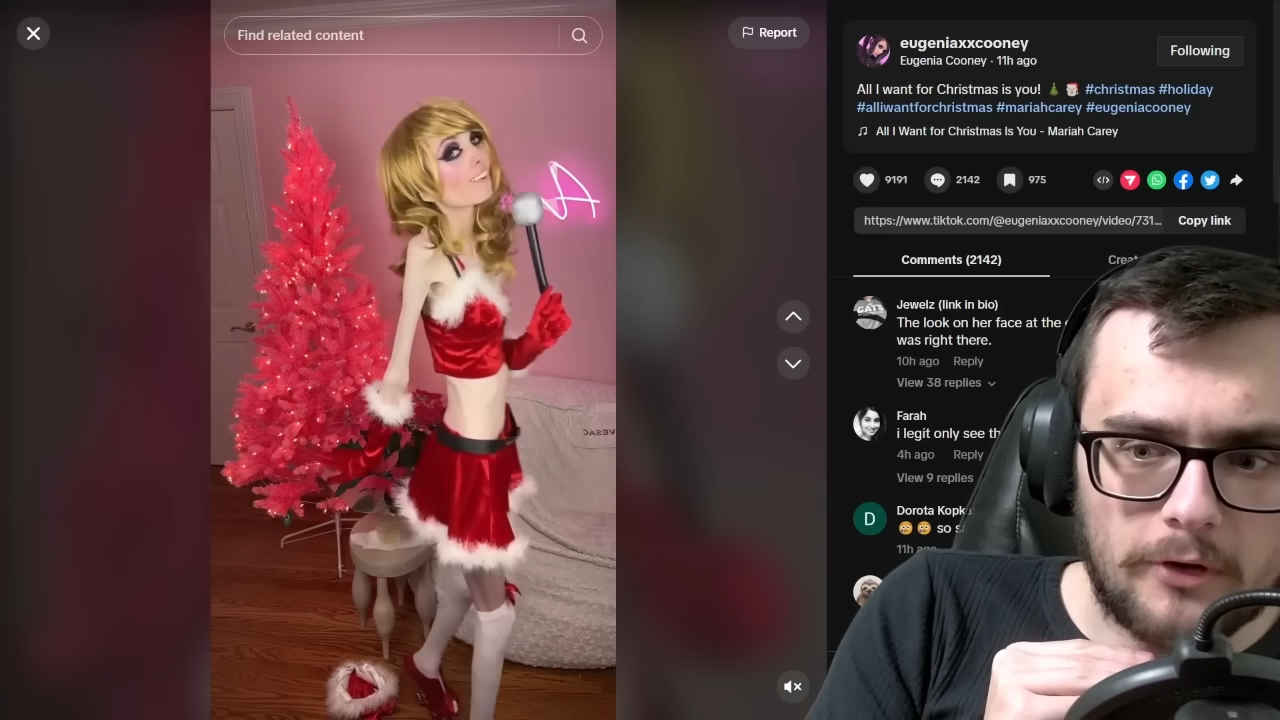 Find related content
Report
eugeniaxxcooney
Eugenia Cooney · 11h ago
Following
All I want for Christmas is you! 🎄 🎅 #christmas #holiday
#alliwantforchristmas #mariahcarey #eugeniacooney
All I Want for Christmas Is You - Mariah Carey
9191
2142
975
https://www.tiktok.com/@eugeniaxxcooney/video/731...
Copy link
Comments (2142)
Creat
Jewelz (link in bio)
The look on her face at the
was right there.
10h ago Reply
View 38 replies
Farah
i legit only see th
4h ago Reply
View 9 replies
D
Dorota Kopka
😳 😳 so s
11h ago